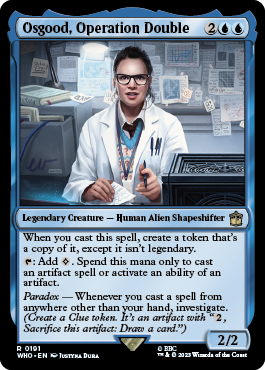 Osgood, Operation Double 2
Legendary Creature — Human Alien Shapeshifter
When you cast this spell, create a token that's
a copy of it, except it isn't legendary.
: Add . Spend this mana only to cast
an artifact spell or activate an ability of an
artifact.
Paradox — Whenever you cast a spell from
anywhere other than your hand, investigate.
(Create a Clue token. It's an artifact with "2,
Sacrifice this artifact: Draw a card.")
2/2
R 0191
WHO • EN JUSTYNA DURA
© BBC
™ & © 2023 Wizards of the Coast